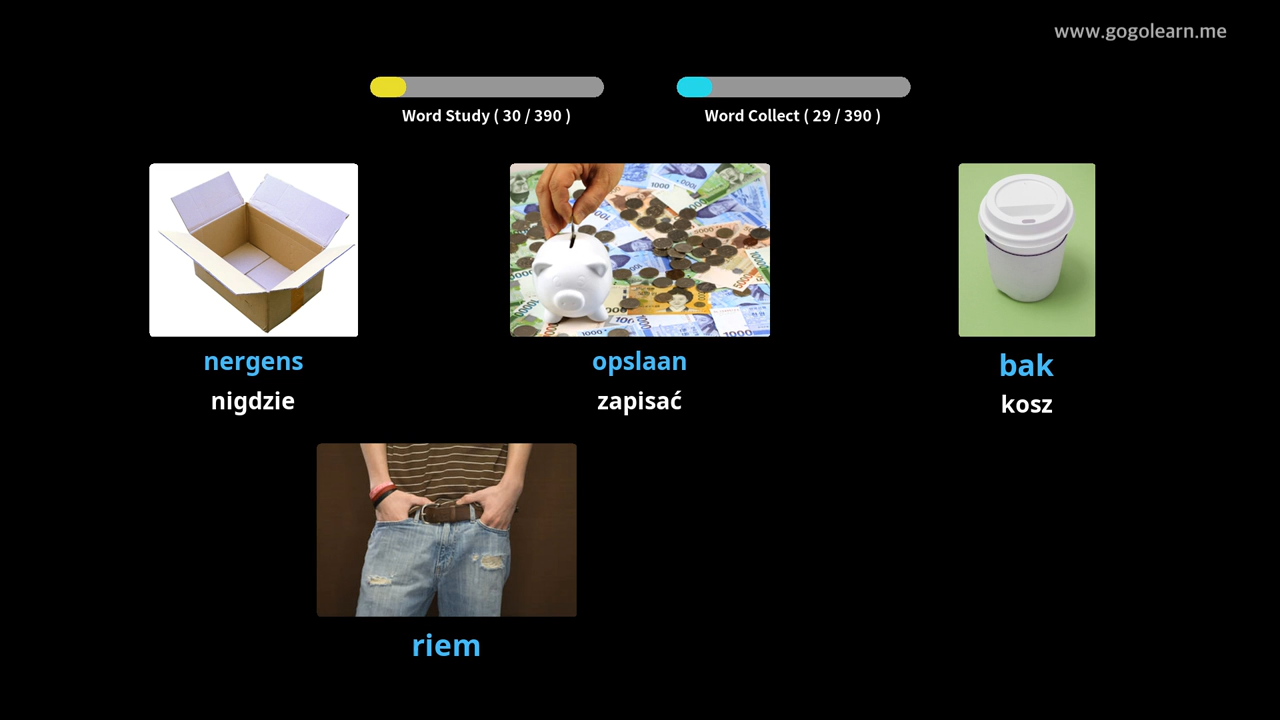 www.gogolearn.me
Word Study ( 30 / 390 )
Word Collect ( 29 / 390 )
nergens
nigdzie
opslaan
zapisać
bak
kosz
riem